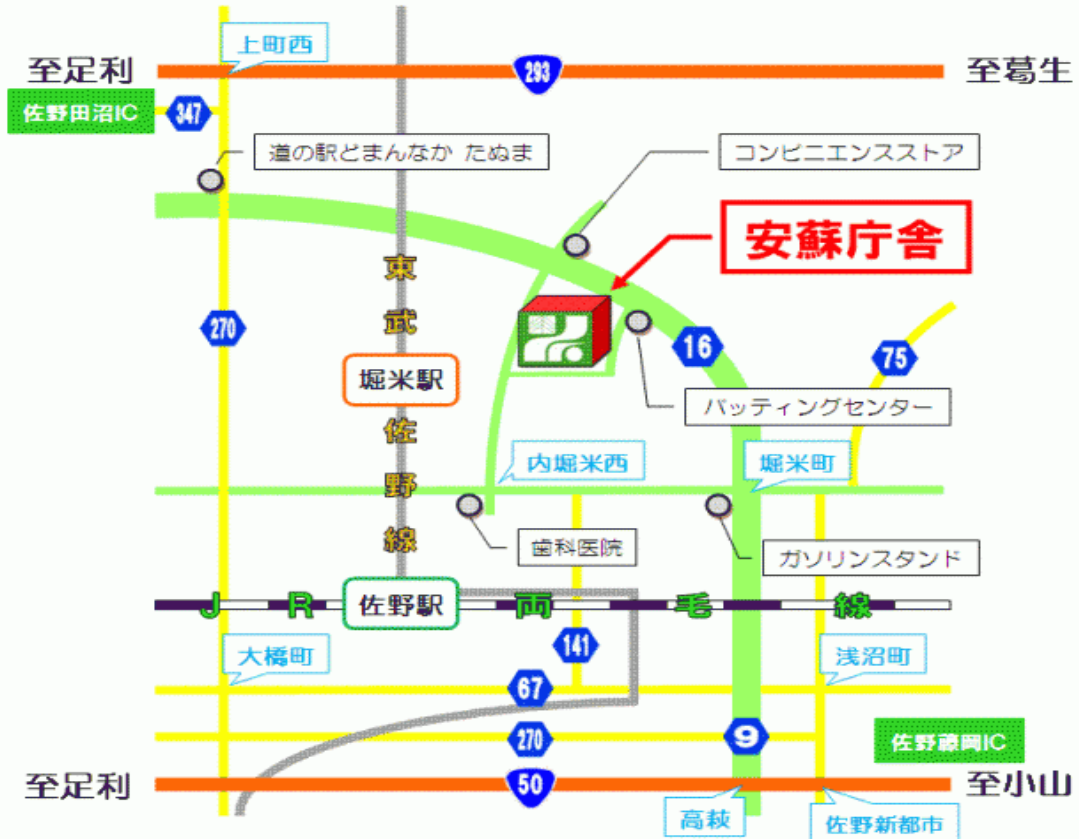 上町西
至足利
293
至葛生
佐野田沼IC
347
道の駅どまんなか たぬま
コンビニエンスストア
安蘇庁舎
東武佐野線
270
16
75
堀米駅
バッティングセンター
内堀米西
堀米町
歯科医院
ガソリンスタンド
JR両毛線
佐野駅
大橋町
141
浅沼町
67
270
9
佐野藤岡IC
至足利
50
至小山
高萩
佐野新都市